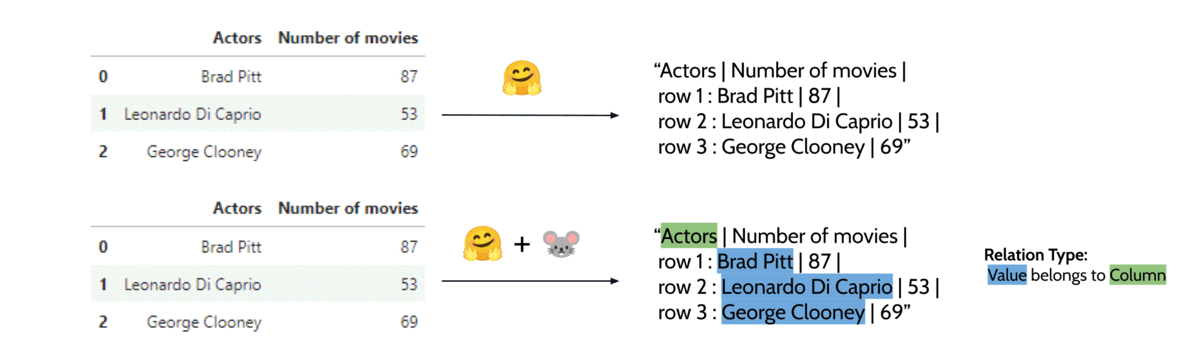 Actors Number of movies
0 Brad Pitt 87
1 Leonardo Di Caprio 53
2 George Clooney 69
“Actors | Number of movies |
row 1 : Brad Pitt | 87 |
row 2 : Leonardo Di Caprio | 53 |
row 3 : George Clooney | 69”
Actors Number of movies
0 Brad Pitt 87
1 Leonardo Di Caprio 53
2 George Clooney 69
+
“Actors | Number of movies |
row 1 : Brad Pitt | 87 |
row 2 : Leonardo Di Caprio | 53 |
row 3 : George Clooney | 69”
Relation Type:
Value belongs to Column